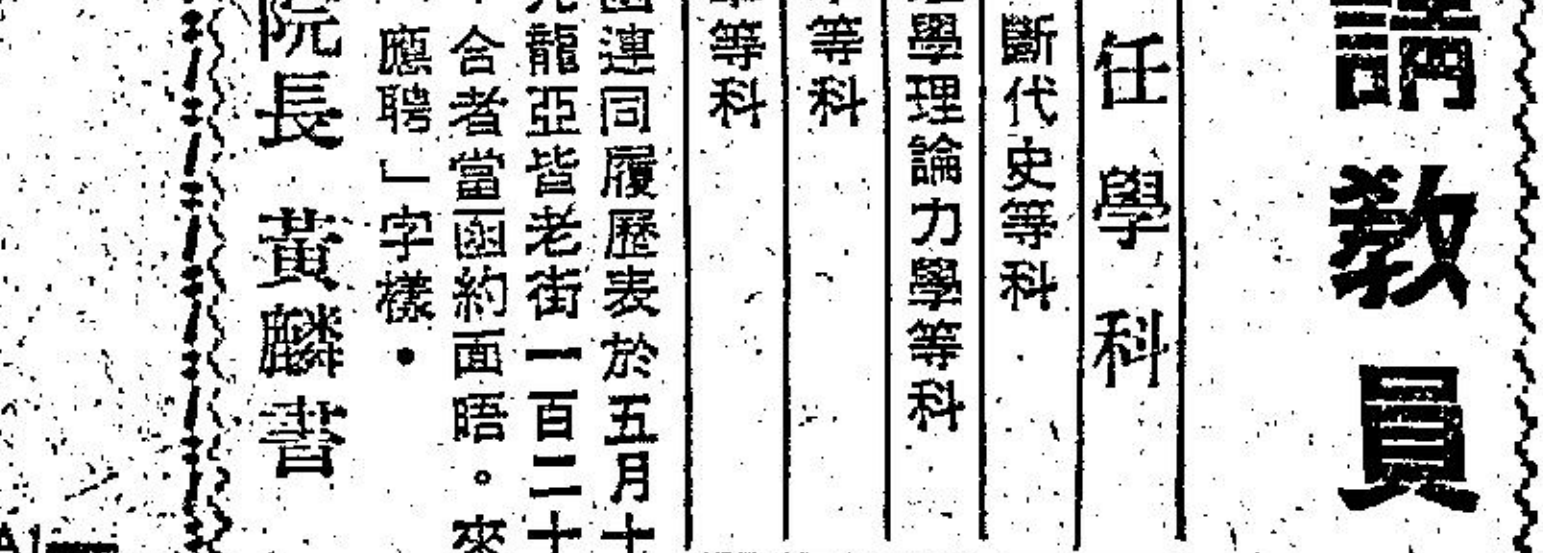 請教員
任學科
斷代史等科
學理論力學等科
等科
等科
連同履歷表於五月十
九龍亞皆老街一百二十
合者當函約面晤。來
應聘」字樣.
院長 黃麟書